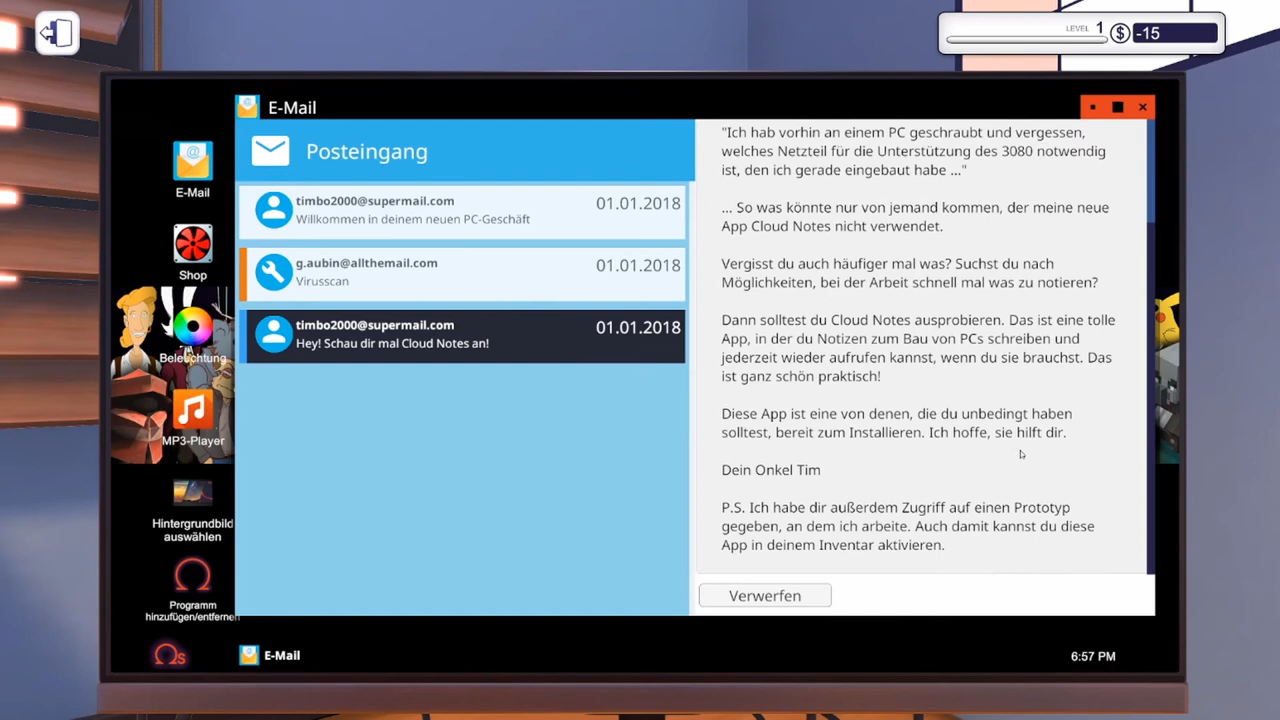 LEVEL 1 $ -15
E-Mail
Posteingang
timbo2000@supermail.com 01.01.2018
Willkommen in deinem neuen PC-Geschäft
g.aubin@allthemail.com 01.01.2018
Virusscan
timbo2000@supermail.com 01.01.2018
Hey! Schau dir mal Cloud Notes an!
"Ich hab vorhin an einem PC geschraubt und vergessen,
welches Netzteil für die Unterstützung des 3080 notwendig
ist, den ich gerade eingebaut habe ..."
... So was könnte nur von jemand kommen, der meine neue
App Cloud Notes nicht verwendet.
Vergisst du auch häufiger mal was? Suchst du nach
Möglichkeiten, bei der Arbeit schnell mal was zu notieren?
Dann solltest du Cloud Notes ausprobieren. Das ist eine tolle
App, in der du Notizen zum Bau von PCs schreiben und
jederzeit wieder aufrufen kannst, wenn du sie brauchst. Das
ist ganz schön praktisch!
Diese App ist eine von denen, die du unbedingt haben
solltest, bereit zum Installieren. Ich hoffe, sie hilft dir.
Dein Onkel Tim
P.S. Ich habe dir außerdem Zugriff auf einen Prototyp
gegeben, an dem ich arbeite. Auch damit kannst du diese
App in deinem Inventar aktivieren.
Verwerfen
E-Mail
Shop
Beleuchtung
MP3-Player
Hintergrundbild
auswählen
Programm
hinzufügen/entfernen
Ωs
E-Mail
6:57 PM